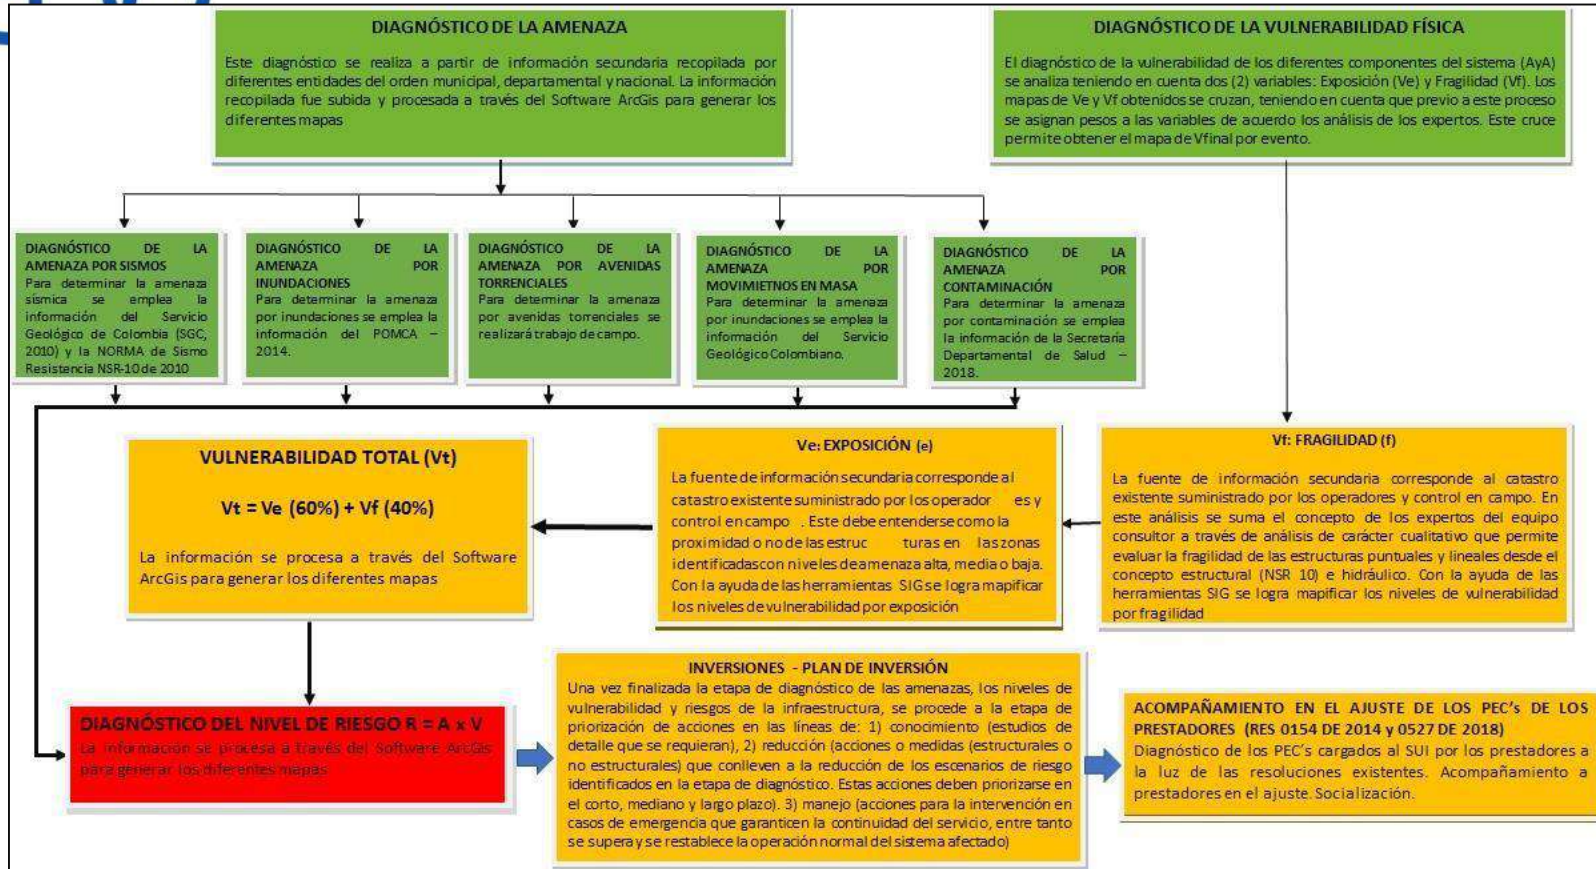 DIAGNÓSTICO DE LA AMENAZA
Este diagnóstico se realiza a partir de información secundaria recopilada por
diferentes entidades del orden municipal, departamental y nacional. La información
recopilada fue subida y procesada a través del Software ArcGis para generar los
diferentes mapas
DIAGNÓSTICO DE LA VULNERABILIDAD FÍSICA
El diagnóstico de la vulnerabilidad de los diferentes componentes del sistema (AyA)
se analiza teniendo en cuenta dos (2) variables: Exposición (Ve) y Fragilidad (Vf). Los
mapas de Ve y Vf obtenidos se cruzan, teniendo en cuenta que previo a este proceso
se asignan pesos a las variables de acuerdo los análisis de los expertos. Este cruce
permite obtener el mapa de Vfinal por evento.
DIAGNÓSTICO DE LA
AMENAZA POR SISMOS
Para determinar la amenaza
sísmica se emplea la
información del Servicio
Geológico de Colombia (SGC,
2010) y la NORMA de Sismo
Resistencia NSR-10 de 2010
DIAGNÓSTICO DE LA
AMENAZA POR
INUNDACIONES
Para determinar la amenaza
por inundaciones se emplea la
información del POMCA –
2014.
DIAGNÓSTICO DE LA
AMENAZA POR AVENIDAS
TORRENCIALES
Para determinar la amenaza
por avenidas torrenciales se
realizará trabajo de campo.
DIAGNÓSTICO DE LA
AMENAZA POR
MOVIMIETNOS EN MASA
Para determinar la amenaza
por inundaciones se emplea la
información del Servicio
Geológico Colombiano.
DIAGNÓSTICO DE LA
AMENAZA POR
CONTAMINACIÓN
Para determinar la amenaza
por contaminación se emplea
la información de la Secretaría
Departamental de Salud –
2018.
VULNERABILIDAD TOTAL (Vt)
Vt = Ve (60%) + Vf (40%)
La información se procesa a través del Software
ArcGis para generar los diferentes mapas
Ve: EXPOSICIÓN (e)
La fuente de información secundaria corresponde al
catastro existente suministrado por los operador es y
control en campo . Este debe entenderse como la
proximidad o no de las estruc turas en las zonas
identificadas con niveles de amenaza alta, media o baja.
Con la ayuda de las herramientas SIG se logra mapificar
los niveles de vulnerabilidad por exposición
Vf: FRAGILIDAD (f)
La fuente de información secundaria corresponde al catastro
existente suministrado por los operadores y control en campo. En
este análisis se suma el concepto de los expertos del equipo
consultor a través de análisis de carácter cualitativo que permite
evaluar la fragilidad de las estructuras puntuales y lineales desde el
concepto estructural (NSR 10) e hidráulico. Con la ayuda de las
herramientas SIG se logra mapificar los niveles de vulnerabilidad
por fragilidad
DIAGNÓSTICO DEL NIVEL DE RIESGO R = A x V
La información se procesa a través del Software ArcGis
para generar los diferentes mapas
INVERSIONES - PLAN DE INVERSIÓN
Una vez finalizada la etapa de diagnóstico de las amenazas, los niveles de
vulnerabilidad y riesgos de la infraestructura, se procede a la etapa de
priorización de acciones en las líneas de: 1) conocimiento (estudios de
detalle que se requieran), 2) reducción (acciones o medidas (estructurales o
no estructurales) que conlleven a la reducción de los escenarios de riesgo
identificados en la etapa de diagnóstico. Estas acciones deben priorizarse en
el corto, mediano y largo plazo). 3) manejo (acciones para la intervención en
casos de emergencia que garanticen la continuidad del servicio, entre tanto
se supera y se restablece la operación normal del sistema afectado)
ACOMPAÑAMIENTO EN EL AJUSTE DE LOS PEC's DE LOS
PRESTADORES (RES 0154 DE 2014 y 0527 DE 2018)
Diagnóstico de los PEC´s cargados al SUI por los prestadores a
la luz de las resoluciones existentes. Acompañamiento a
prestadores en el ajuste. Socialización.